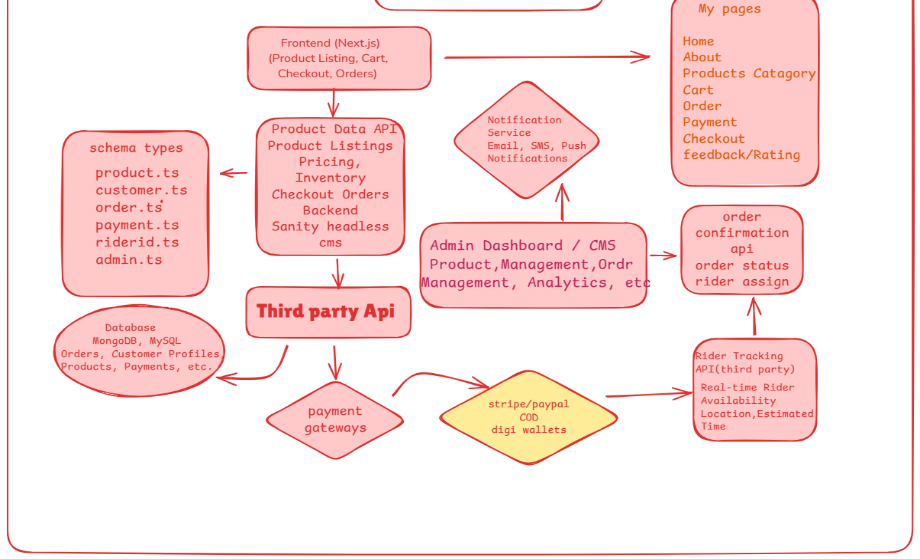 My pages
Home
About
Products Catagory
Cart
Order
Payment
Checkout
feedback/Rating
Frontend (Next.js)
(Product Listing, Cart,
Checkout, Orders)
Product Data API
Product Listings
Pricing,
Inventory
Checkout Orders
Backend
Sanity headless
cms
schema types
product.ts
customer.ts
order.ts
payment.ts
riderid.ts
admin.ts
Notification
Service
Email, SMS, Push
Notifications
Admin Dashboard / CMS
Product,Management,Ordr
Management, Analytics, etc
order
confirmation
api
order status
rider assign
Third party Api
Database
MongoDB, MySQL
Orders, Customer Profiles,
Products, Payments, etc.
payment
gateways
stripe/paypal
COD
digi wallets
Rider Tracking
API(third party)
Real-time Rider
Availability
Location,Estimated
Time